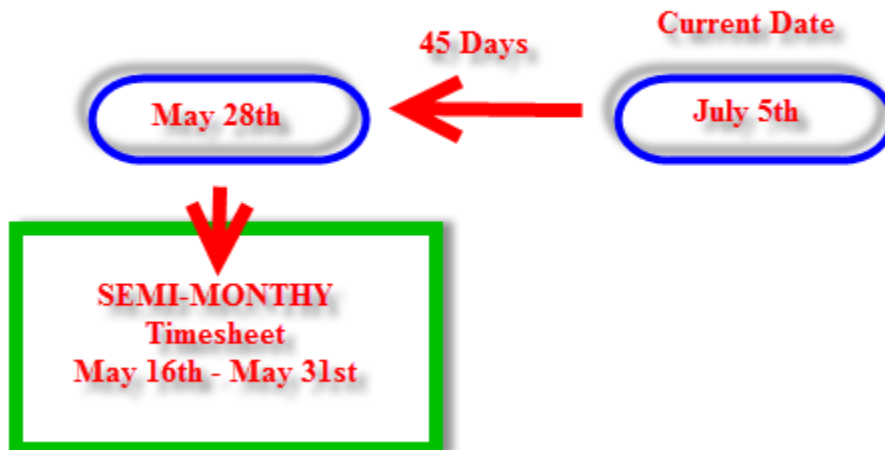 Current Date
45 Days
May 28th
July 5th
SEMI-MONTHY
Timesheet
May 16th - May 31st